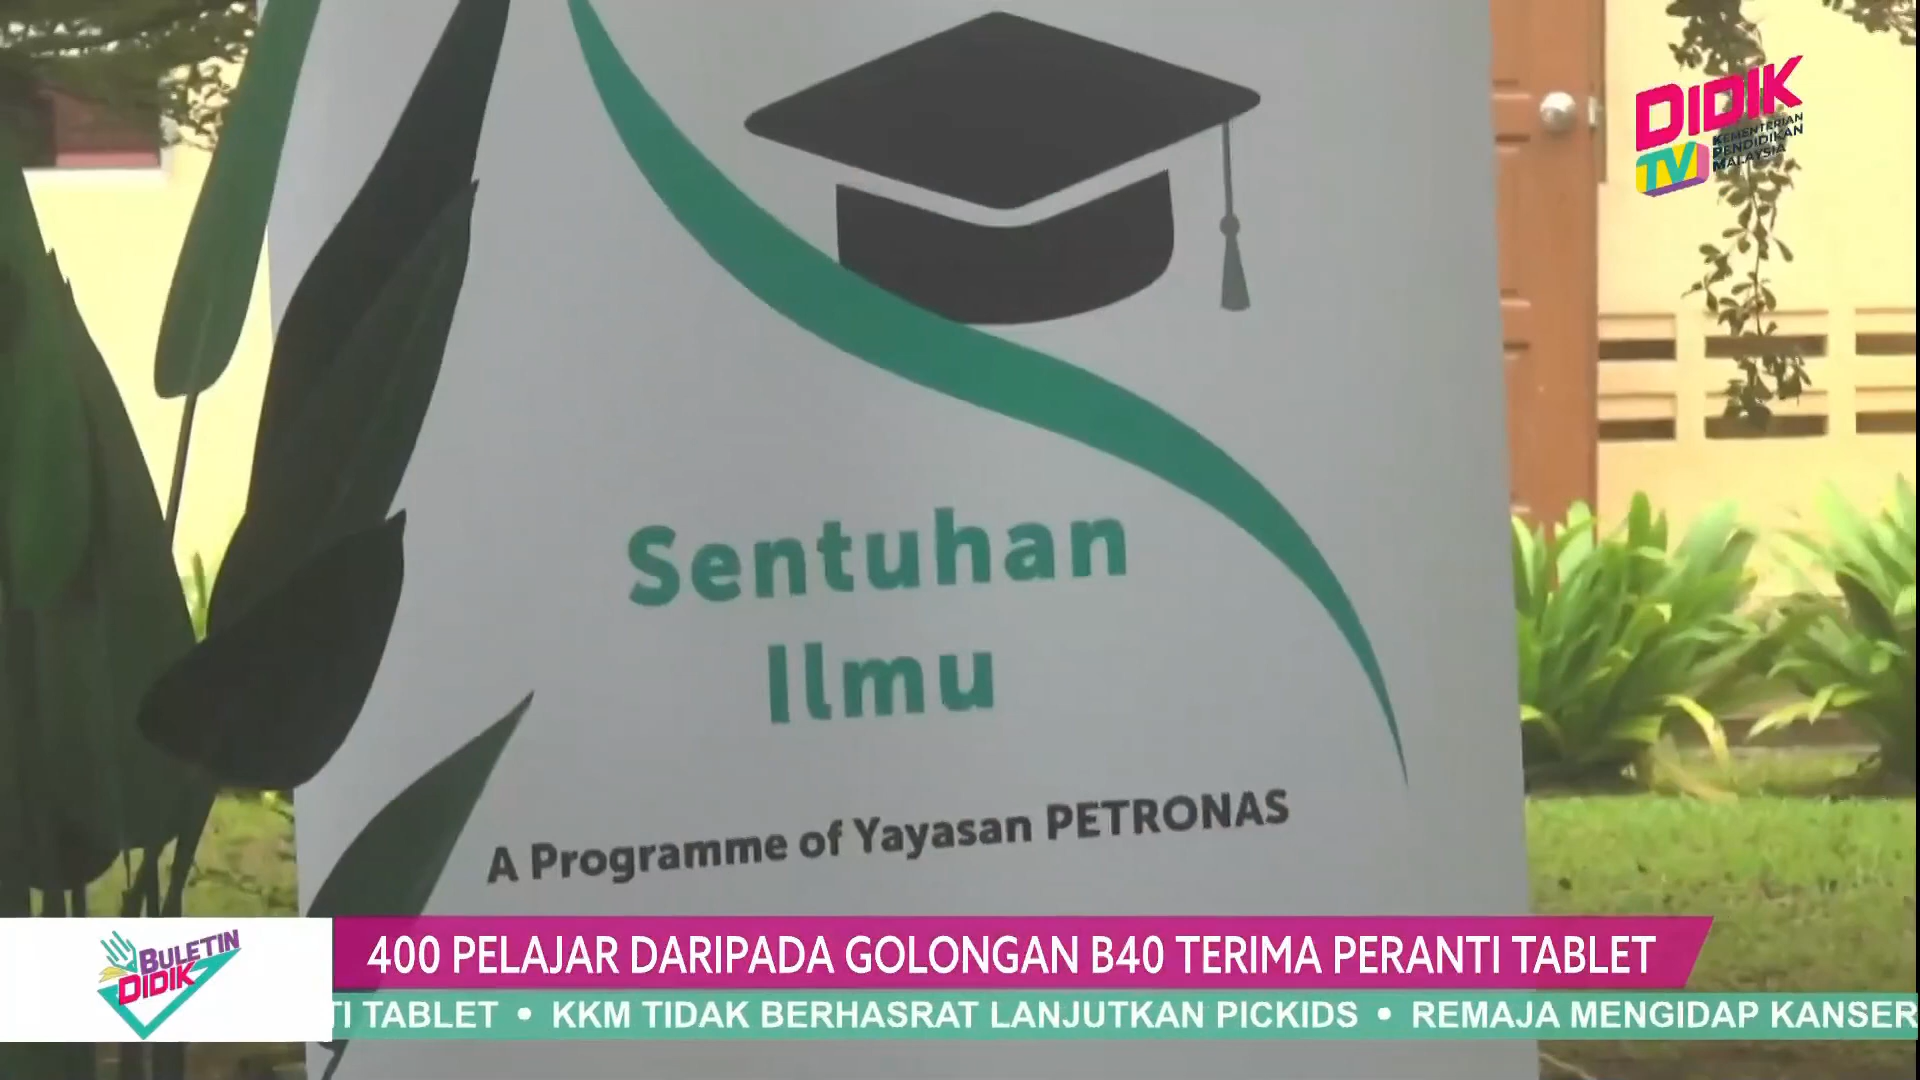 DIDIK
TV
KEMENTERIAN
PENDIDIKAN
MALAYSIA
Sentuhan
Ilmu
A Programme of Yayasan PETRONAS
BULETIN
DIDIK
400 PELAJAR DARIPADA GOLONGAN B40 TERIMA PERANTI TABLET
TI TABLET • KKM TIDAK BERHASRAT LANJUTKAN PICKIDS • REMAJA MENGIDAP KANSER